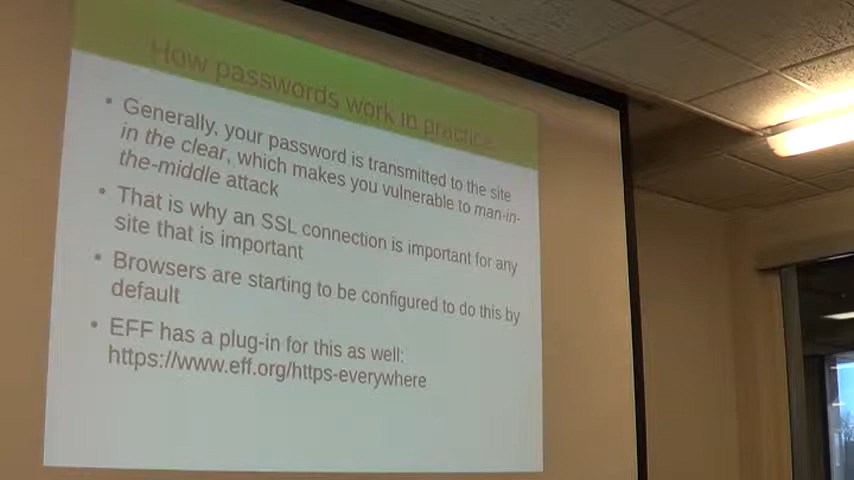 How passwords work in practice
• Generally, your password is transmitted to the site
in the clear, which makes you vulnerable to man-in-
the-middle attack
• That is why an SSL connection is important for any
site that is important
• Browsers are starting to be configured to do this by
default
• EFF has a plug-in for this as well:
https://www.eff.org/https-everywhere